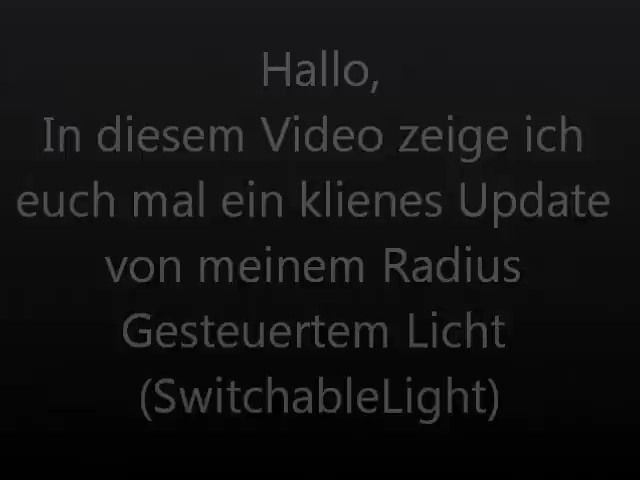 Hallo,
In diesem Video zeige ich
euch mal ein klienes Update
von meinem Radius
Gesteuertem Licht
(SwitchableLight)